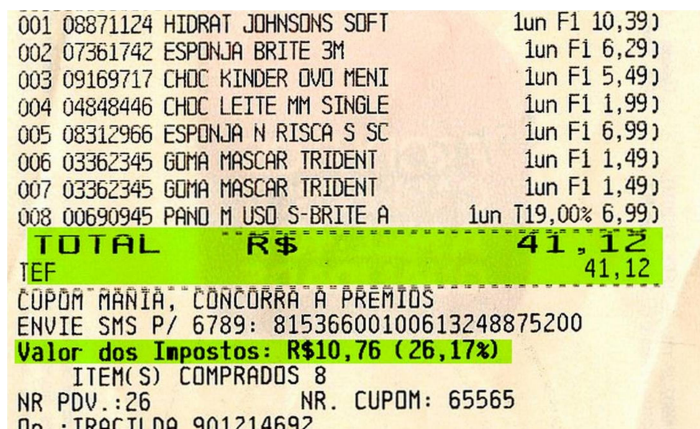 001 08871124 HIDRAT JOHNSONS SOFT 1un F1 10,39)
002 07361742 ESPONJA BRITE 3M 1un F1 6,29)
003 09169717 CHOC KINDER OVO MENI 1un F1 5,49)
004 04848446 CHOC LEITE MM SINGLE 1un F1 1,99)
005 08312966 ESPONJA N RISCA S SC 1un F1 6,99)
006 03362345 GOMA MASCAR TRIDENT 1un F1 1,49)
007 03362345 GOMA MASCAR TRIDENT 1un F1 1,49)
008 00690945 PANO M USO S-BRITE A 1un T19,00% 6,99)
TOTAL R$ 41,12
TEF 41,12
CUPOM MANIA, CONCORRA A PREMIOS
ENVIE SMS P/ 6789: 81536600100613248875200
Valor dos Impostos: R$10,76 (26,17%)
ITEM(S) COMPRADOS 8
NR PDV.:26 NR. CUPOM: 65565
Op.:IRACILDA 901214692